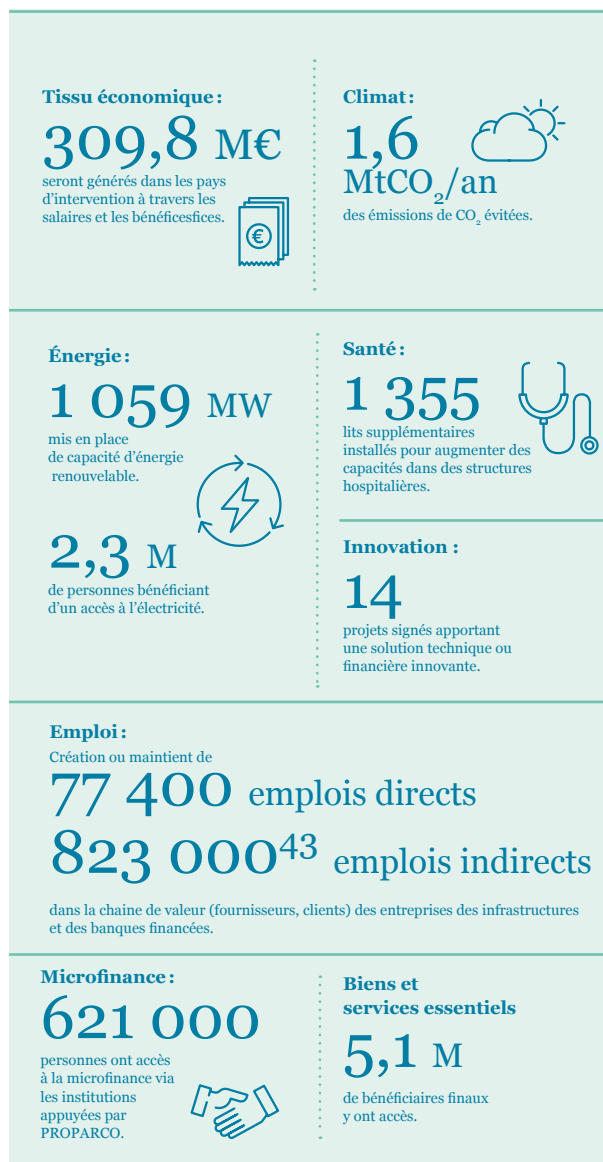 Tissu économique :
309,8 M€
seront générés dans les pays
d'intervention à travers les
salaires et les bénéficesfices.
€
Climat :
1,6
MtCO₂/an
des émissions de CO₂ évitées.
Énergie :
1 059 MW
mis en place
de capacité d'énergie
renouvelable.
2,3 M
de personnes bénéficiant
d'un accès à l'électricité.
Santé :
1 355
lits supplémentaires
installés pour augmenter des
capacités dans des structures
hospitalières.
Innovation :
14
projets signés apportant
une solution technique ou
financière innovante.
Emploi :
Création ou maintient de
77 400 emplois directs
823 000⁴³ emplois indirects
dans la chaine de valeur (fournisseurs, clients) des entreprises des infrastructures
et des banques financées.
Microfinance :
621 000
personnes ont accès
à la microfinance via
les institutions
appuyées par
PROPARCO.
Biens et
services essentiels
5,1 M
de bénéficiaires finaux
y ont accès.